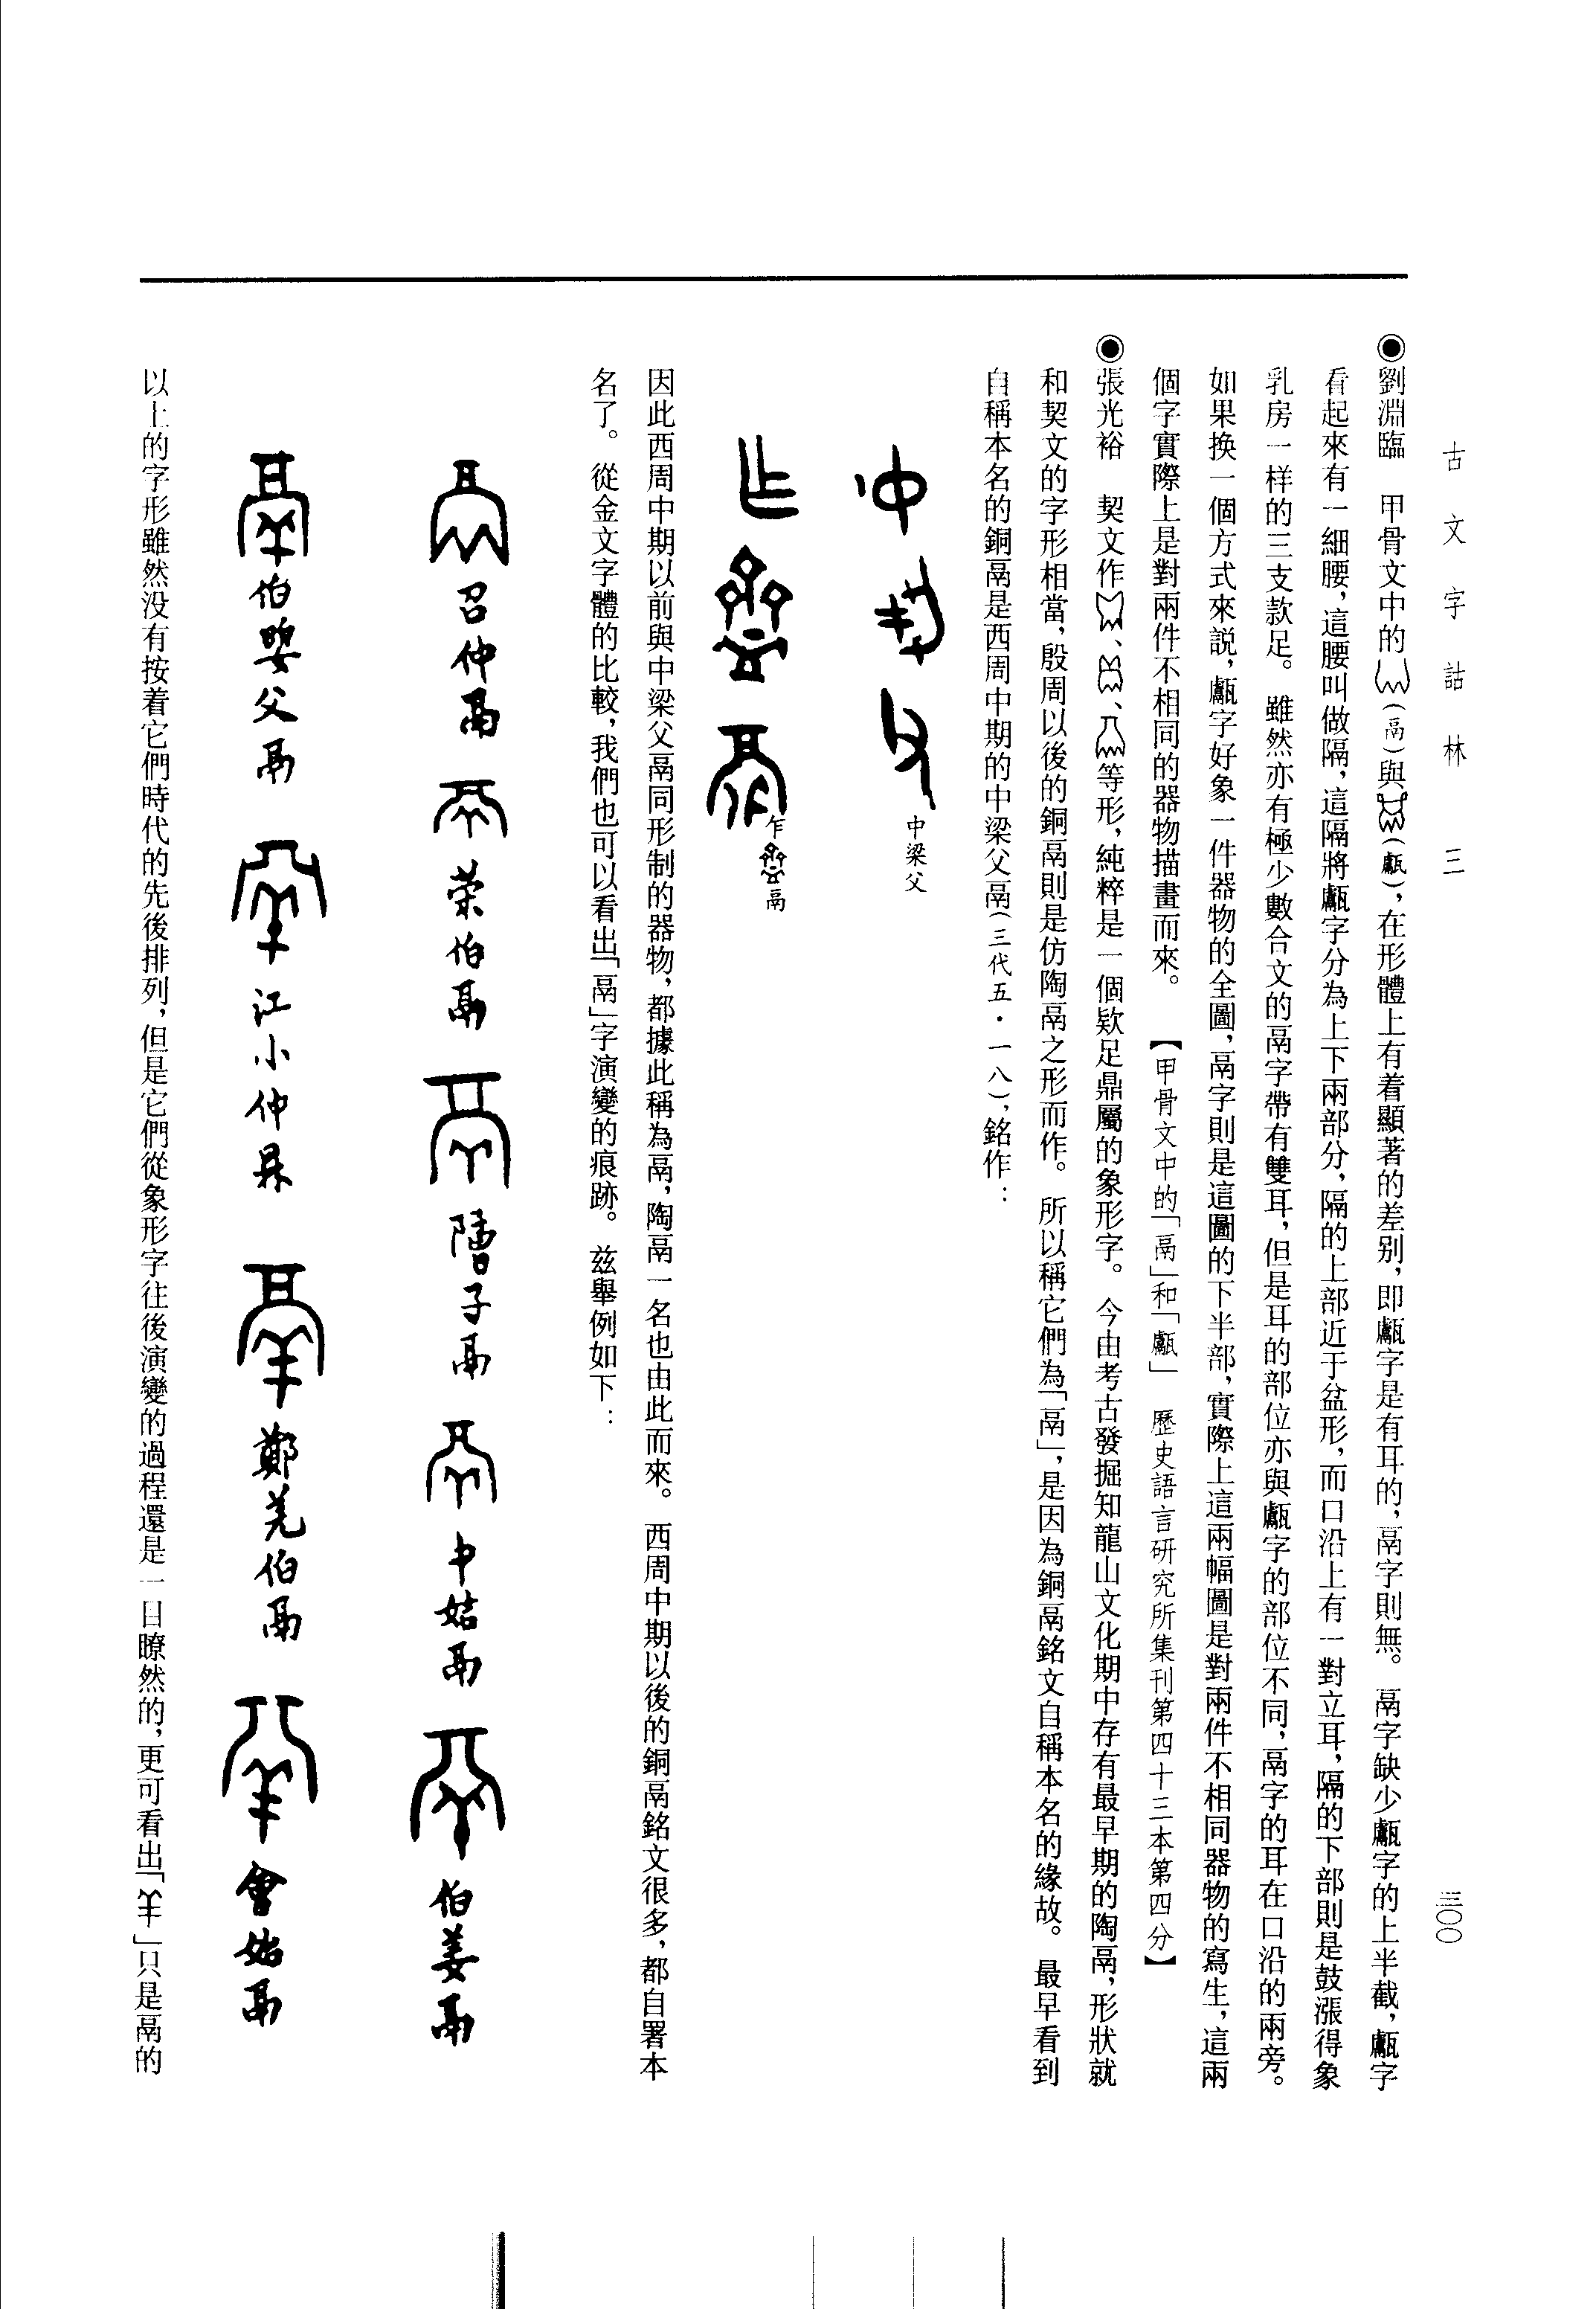 古文字詁林　三
三〇〇
◉劉淵臨　甲骨文中的（鬲）與（甗），在形體上有着顯著的差别，即甗字是有耳的，鬲字則無。鬲字缺少甗字的上半截，甗字
看起來有一細腰，這腰叫做隔，這隔將甗字分為上下兩部分，隔的上部近于盆形，而口沿上有一對立耳，隔的下部則是鼓漲得象
乳房一样的三支款足。雖然亦有極少數合文的鬲字帶有雙耳，但是耳的部位亦與甗字的部位不同，鬲字的耳在口沿的兩旁。
如果换一個方式來説，甗字好象一件器物的全圖，鬲字則是這圖的下半部，實際上這兩幅圖是對兩件不相同器物的寫生，這兩
個字實際上是對兩件不相同的器物描畫而來。　【甲骨文中的「鬲」和「甗」　歷史語言研究所集刊第四十三本第四分】
◉張光裕　契文作、、等形，純粹是一個欵足鼎屬的象形字。今由考古發掘知龍山文化期中存有最早期的陶鬲，形狀就
和契文的字形相當，殷周以後的銅鬲則是仿陶鬲之形而作。所以稱它們為「鬲」，是因為銅鬲銘文自稱本名的緣故。最早看到
自稱本名的銅鬲是西周中期的中梁父鬲（三代五·一八），銘作：
中梁父
乍鬲
因此西周中期以前與中梁父鬲同形制的器物，都據此稱為鬲，陶鬲一名也由此而來。西周中期以後的銅鬲銘文很多，都自署本
名了。從金文字體的比較，我們也可以看出「鬲」字演變的痕跡。兹舉例如下：
召仲鬲　荣伯鬲　子鬲　中姞鬲　伯姜鬲
伯父鬲　江小仲鼎　鄭羌伯鬲　會始鬲
以上的字形雖然没有按着它們時代的先後排列，但是它們從象形字往後演變的過程還是一目瞭然的，更可看出「」只是鬲的